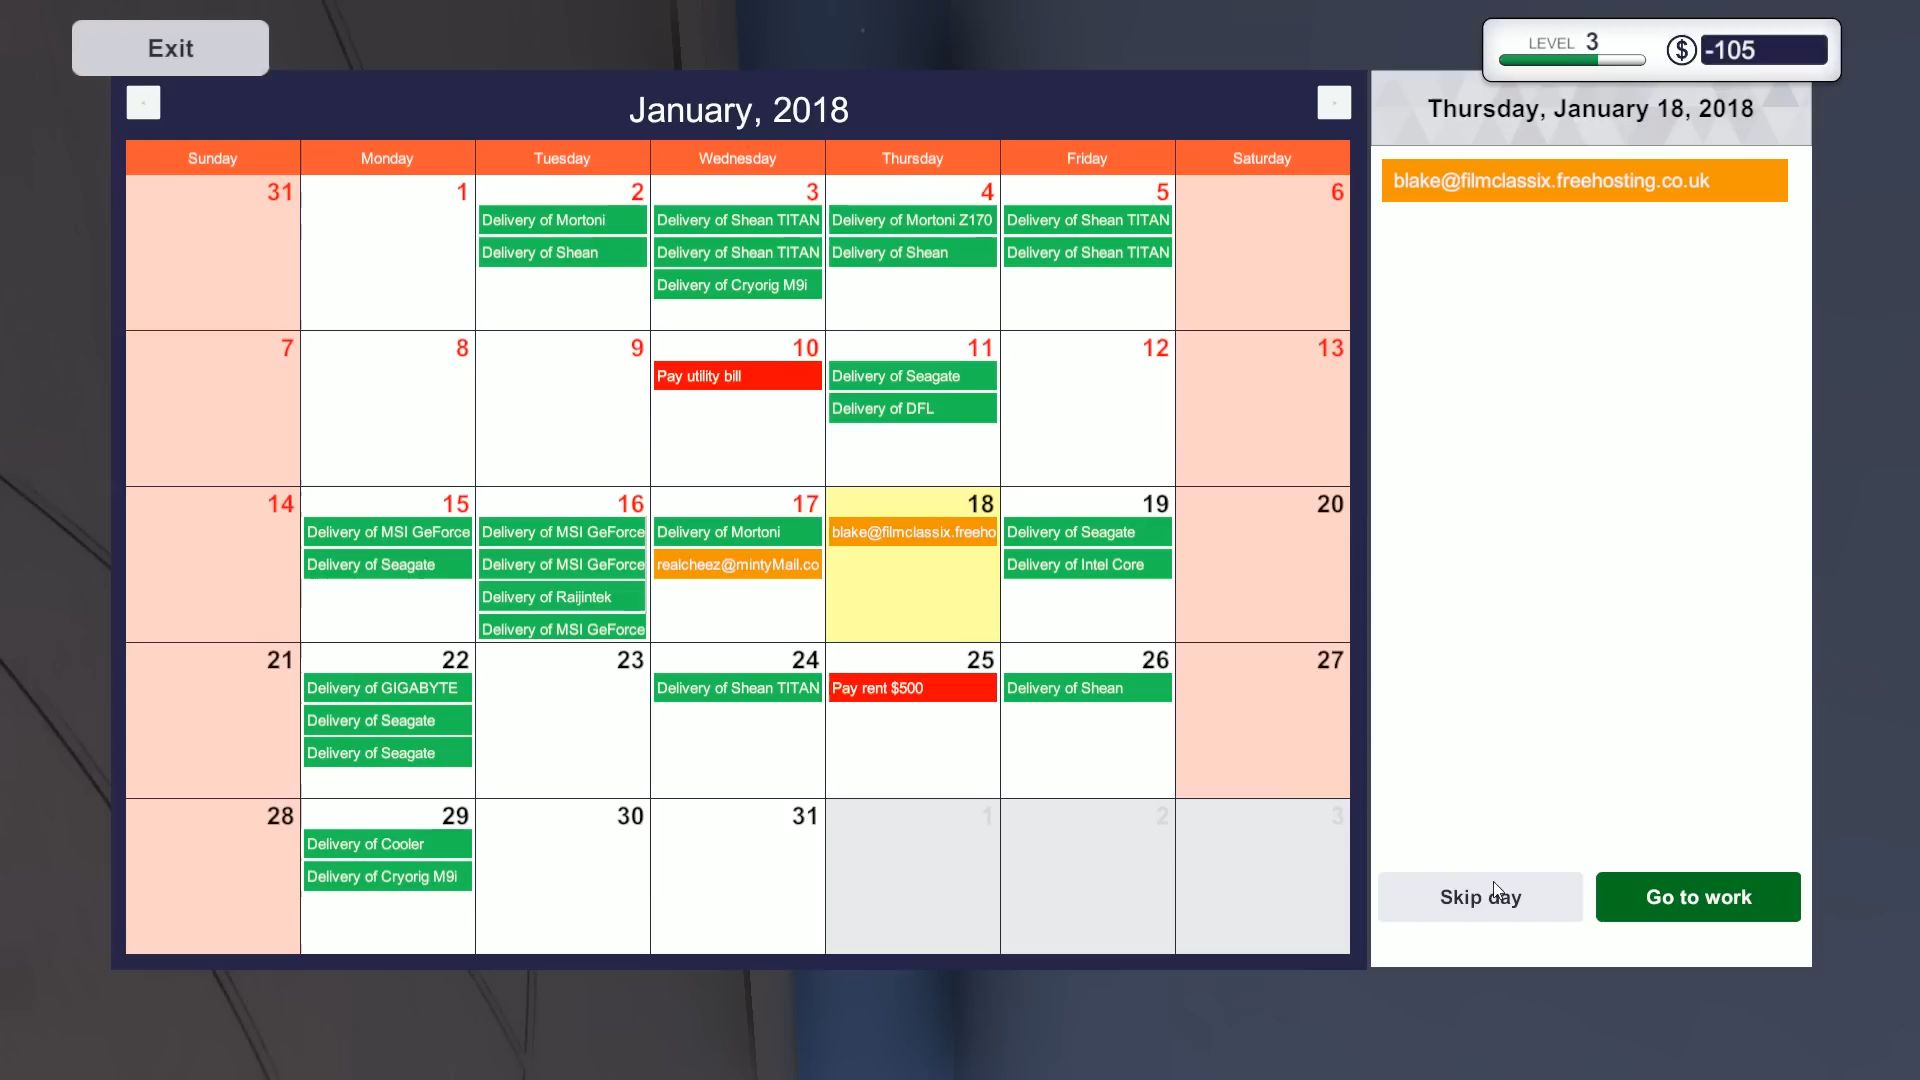 Exit
LEVEL 3
$ -105
January, 2018
Thursday, January 18, 2018
blake@filmclassix.freehosting.co.uk
Sunday Monday Tuesday Wednesday Thursday Friday Saturday
31 1 2 3 4 5 6
Delivery of Mortoni
Delivery of Shean
Delivery of Shean TITAN
Delivery of Shean TITAN
Delivery of Cryorig M9i
Delivery of Mortoni Z170
Delivery of Shean
Delivery of Shean TITAN
Delivery of Shean TITAN
7 8 9 10 11 12 13
Pay utility bill
Delivery of Seagate
Delivery of DFL
14 15 16 17 18 19 20
Delivery of MSI GeForce
Delivery of Seagate
Delivery of MSI GeForce
Delivery of MSI GeForce
Delivery of Raijintek
Delivery of MSI GeForce
Delivery of Mortoni
realcheez@mintyMail.co
blake@filmclassix.freeho
Delivery of Seagate
Delivery of Intel Core
21 22 23 24 25 26 27
Delivery of GIGABYTE
Delivery of Seagate
Delivery of Seagate
Delivery of Shean TITAN
Pay rent $500
Delivery of Shean
28 29 30 31 1 2 3
Delivery of Cooler
Delivery of Cryorig M9i
Skip day
Go to work